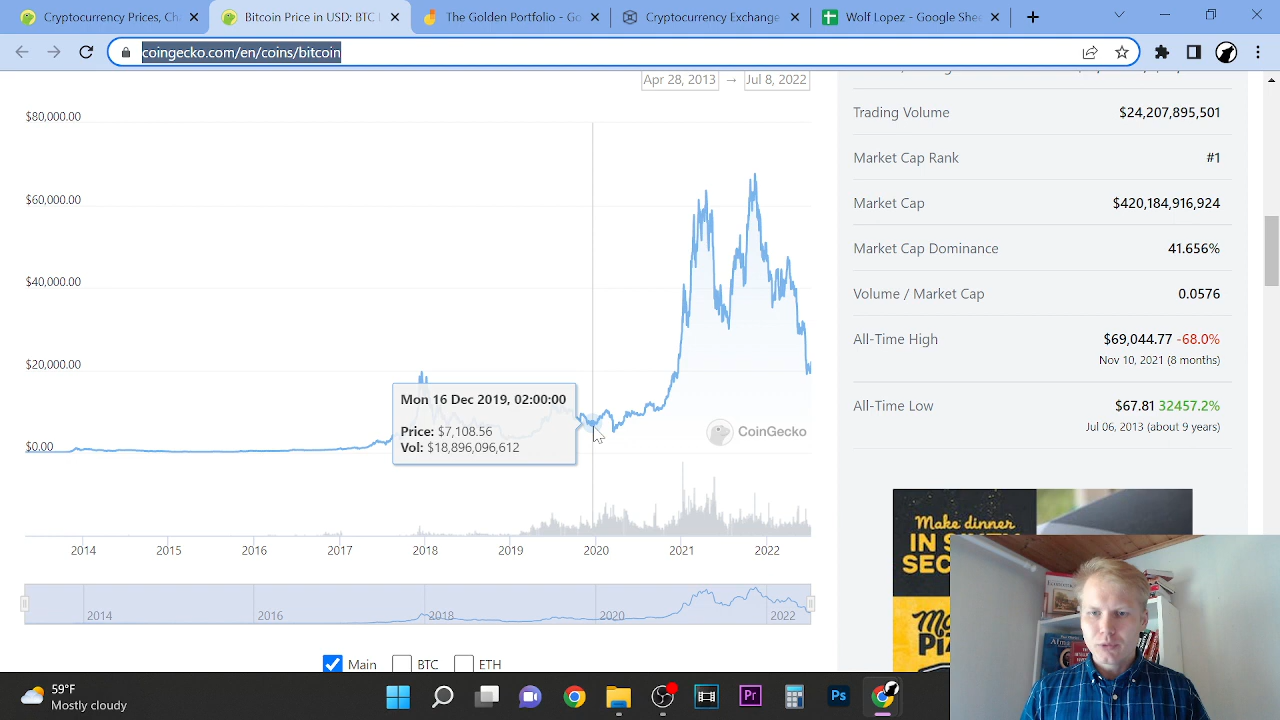 Cryptocurrency Prices, Ch
Bitcoin Price in USD: BTC L
The Golden Portfolio - Go
Cryptocurrency Investing
Wolf Lopez - Google Shee
coingecko.com/en/coins/bitcoin
Apr 28, 2013 → Jul 8, 2022
$80,000.00
$60,000.00
$40,000.00
$20,000.00
$0.00
Mon 16 Dec 2019, 02:00:00
Price: $7,108.56
Vol: $18,896,096,612
CoinGecko
2014 2015 2016 2017 2018 2019 2020 2021 2022
2014 2016 2018 2020 2022
Main BTC ETH
Trading Volume $24,207,895,501
Market Cap Rank #1
Market Cap $420,184,916,924
Market Cap Dominance 41.656%
Volume / Market Cap 0.0576
All-Time High $69,044.77 -68.0%
Nov 10, 2021 (8 months)
All-Time Low $67.81 32457.2%
Jul 06, 2013 (about 9 years)
Make dinner
IN
SEC
59°F
Mostly cloudy
Pr
Ps